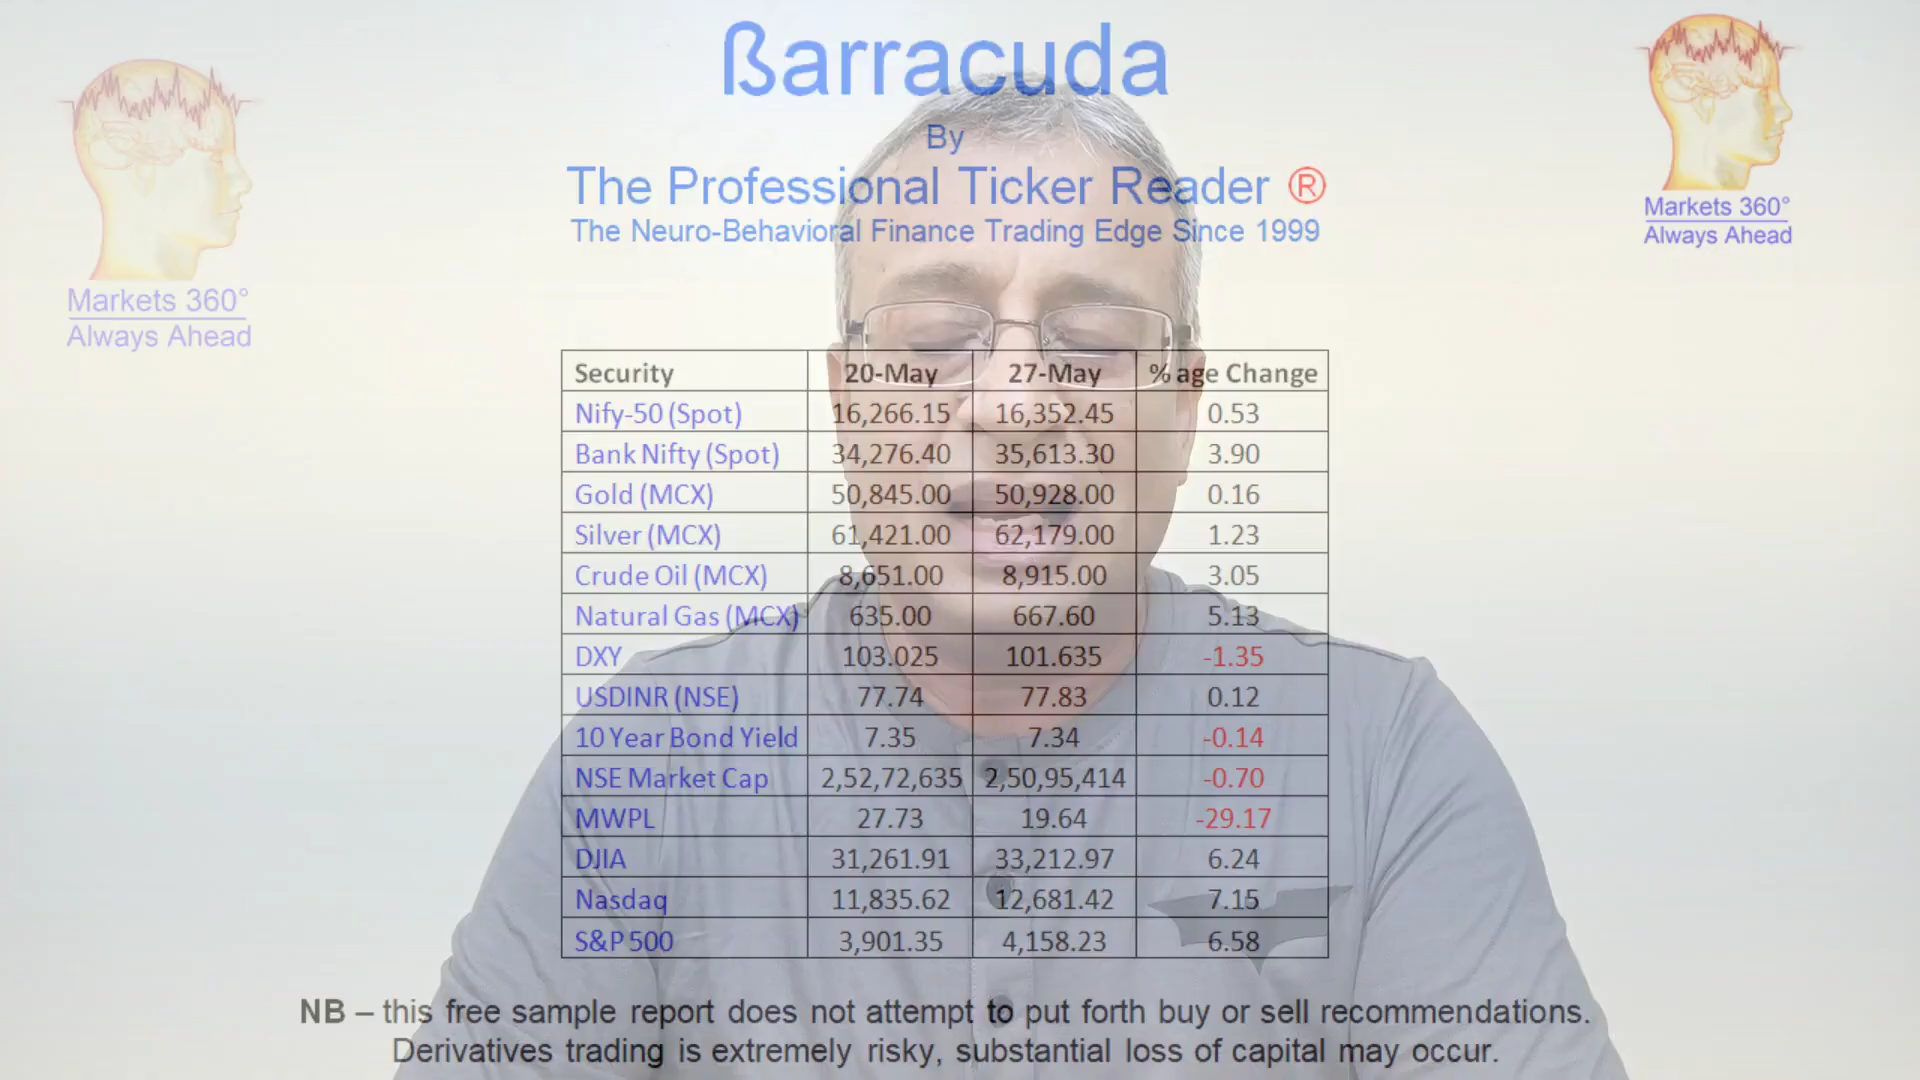 ßarracuda
By
The Professional Ticker Reader ®
The Neuro-Behavioral Finance Trading Edge Since 1999
Markets 360°
Always Ahead
Markets 360°
Always Ahead
Security 20-May 27-May % age Change
Nify-50 (Spot) 16,266.15 16,352.45 0.53
Bank Nifty (Spot) 34,276.40 35,613.30 3.90
Gold (MCX) 50,845.00 50,928.00 0.16
Silver (MCX) 61,421.00 62,179.00 1.23
Crude Oil (MCX) 8,651.00 8,915.00 3.05
Natural Gas (MCX) 635.00 667.60 5.13
DXY 103.025 101.635 -1.35
USDINR (NSE) 77.74 77.83 0.12
10 Year Bond Yield 7.35 7.34 -0.14
NSE Market Cap 2,52,72,635 2,50,95,414 -0.70
MWPL 27.73 19.64 -29.17
DJIA 31,261.91 33,212.97 6.24
Nasdaq 11,835.62 12,681.42 7.15
S&P 500 3,901.35 4,158.23 6.58
NB – this free sample report does not attempt to put forth buy or sell recommendations.
Derivatives trading is extremely risky, substantial loss of capital may occur.